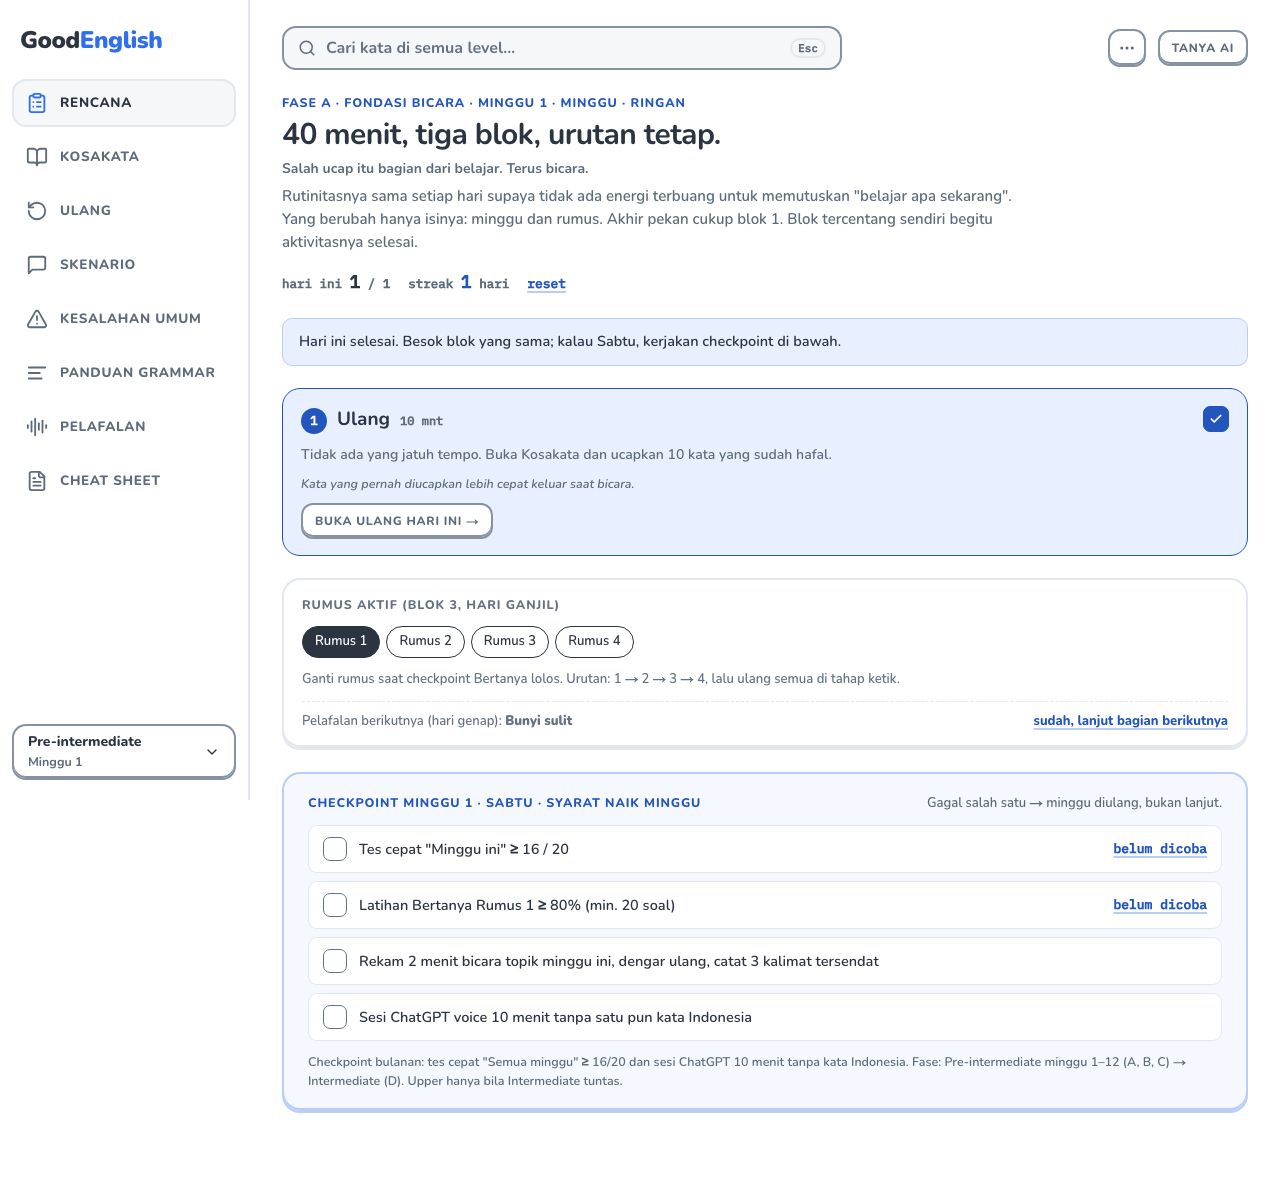 GoodEnglish
RENCANA
KOSAKATA
ULANG
SKENARIO
KESALAHAN UMUM
PANDUAN GRAMMAR
PELAFALAN
CHEAT SHEET
Pre-intermediate
Minggu 1
Cari kata di semua level...
Esc
···
TANYA AI
FASE A · FONDASI BICARA · MINGGU 1 · MINGGU · RINGAN
40 menit, tiga blok, urutan tetap.
Salah ucap itu bagian dari belajar. Terus bicara.
Rutinitasnya sama setiap hari supaya tidak ada energi terbuang untuk memutuskan "belajar apa sekarang".
Yang berubah hanya isinya: minggu dan rumus. Akhir pekan cukup blok 1. Blok tercentang sendiri begitu
aktivitasnya selesai.
hari ini 1 / 1 streak 1 hari reset
Hari ini selesai. Besok blok yang sama; kalau Sabtu, kerjakan checkpoint di bawah.
1 Ulang 10 mnt
Tidak ada yang jatuh tempo. Buka Kosakata dan ucapkan 10 kata yang sudah hafal.
Kata yang pernah diucapkan lebih cepat keluar saat bicara.
BUKA ULANG HARI INI →
RUMUS AKTIF (BLOK 3, HARI GANJIL)
Rumus 1 Rumus 2 Rumus 3 Rumus 4
Ganti rumus saat checkpoint Bertanya lolos. Urutan: 1 → 2 → 3 → 4, lalu ulang semua di tahap ketik.
Pelafalan berikutnya (hari genap): Bunyi sulit sudah, lanjut bagian berikutnya
CHECKPOINT MINGGU 1 · SABTU · SYARAT NAIK MINGGU Gagal salah satu → minggu diulang, bukan lanjut.
Tes cepat "Minggu ini" ≥ 16 / 20 belum dicoba
Latihan Bertanya Rumus 1 ≥ 80% (min. 20 soal) belum dicoba
Rekam 2 menit bicara topik minggu ini, dengar ulang, catat 3 kalimat tersendat
Sesi ChatGPT voice 10 menit tanpa satu pun kata Indonesia
Checkpoint bulanan: tes cepat "Semua minggu" ≥ 16/20 dan sesi ChatGPT 10 menit tanpa kata Indonesia. Fase: Pre-intermediate minggu 1–12 (A, B, C) →
Intermediate (D). Upper hanya bila Intermediate tuntas.